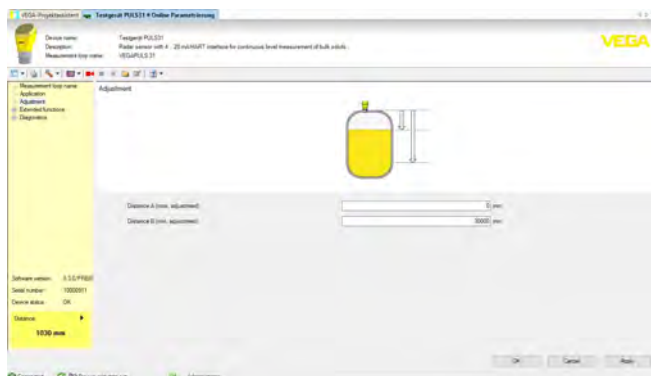 VEGA-Projektassistent
Testgerät PULS31 # Online Parametrierung
Device name: Testgerät PULS31
Description: Radar sensor with 4 … 20 mA/HART interface for continuous level measurement of bulk solids
Measurement loop name: VEGAPULS 31
VEGA
Measurement loop name
Application
Adjustment
Extended functions
Diagnostics
Adjustment
Distance A (max. adjustment) mm
Distance B (min. adjustment) mm
Software version
Serial number
Device status OK
Distance
1030 mm
OK Cancel Apply